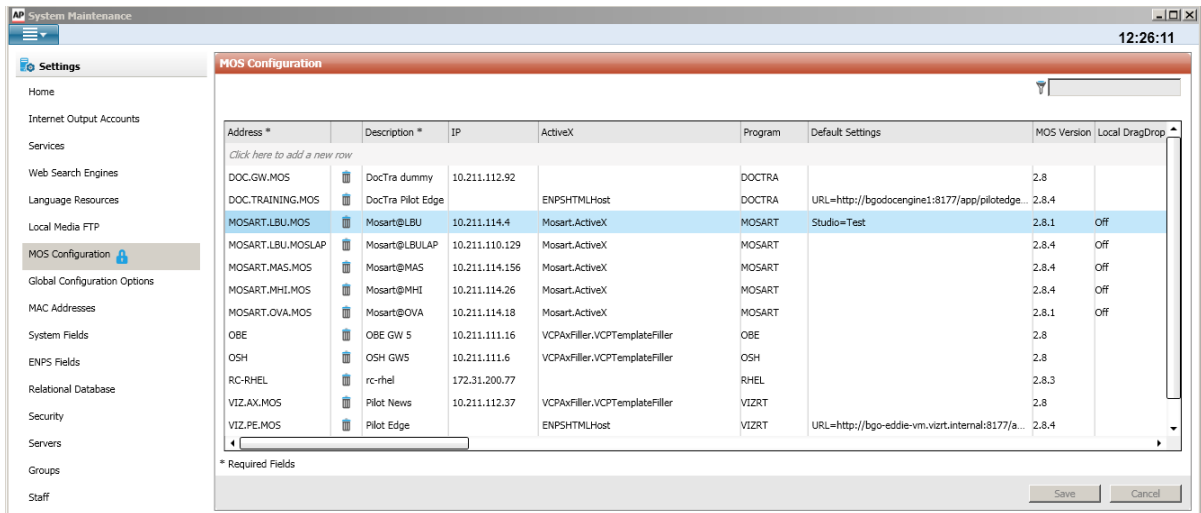 AP System Maintenance
12:26:11
Settings
Home
Internet Output Accounts
Services
Web Search Engines
Language Resources
Local Media FTP
MOS Configuration
Global Configuration Options
MAC Addresses
System Fields
ENPS Fields
Relational Database
Security
Servers
Groups
Staff
MOS Configuration
Address * Description * IP ActiveX Program Default Settings MOS Version Local DragDrop
Click here to add a new row
DOC.GW.MOS DocTra dummy 10.211.112.92 DOCTRA 2.8
DOC.TRAINING.MOS DocTra Pilot Edge ENPSHTMLHost DOCTRA URL=http://bgodocengine1:8177/app/pilotedge... 2.8.4
MOSART.LBU.MOS Mosart@LBU 10.211.114.4 Mosart.ActiveX MOSART Studio=Test 2.8.1 Off
MOSART.LBU.MOSLAP Mosart@LBULAP 10.211.110.129 Mosart.ActiveX MOSART 2.8.4 Off
MOSART.MAS.MOS Mosart@MAS 10.211.114.156 Mosart.ActiveX MOSART 2.8.4 Off
MOSART.MHI.MOS Mosart@MHI 10.211.114.26 Mosart.ActiveX MOSART 2.8.4 Off
MOSART.OVA.MOS Mosart@OVA 10.211.114.18 Mosart.ActiveX MOSART 2.8.1 Off
OBE OBE GW 5 10.211.111.16 VCPAxFiller.VCPTemplateFiller OBE 2.8
OSH OSH GW5 10.211.111.6 VCPAxFiller.VCPTemplateFiller OSH 2.8
RC-RHEL rc-rhel 172.31.200.77 RHEL 2.8.3
VIZ.AX.MOS Pilot News 10.211.112.37 VCPAxFiller.VCPTemplateFiller VIZRT 2.8
VIZ.PE.MOS Pilot Edge ENPSHTMLHost VIZRT URL=http://bgo-eddie-vm.vizrt.internal:8177/a... 2.8.4
* Required Fields
Save Cancel